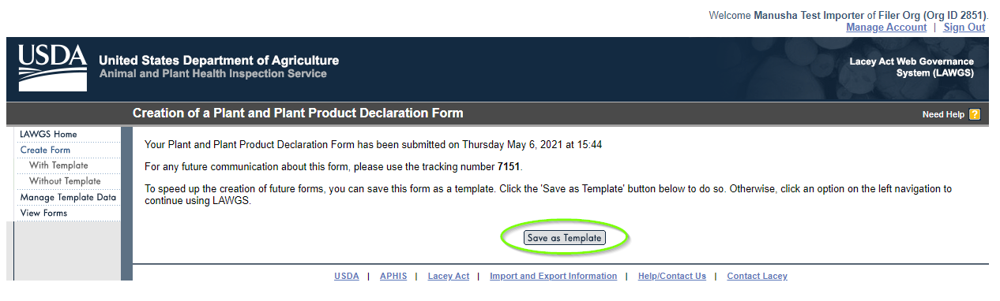 Welcome Manusha Test Importer of Filer Org (Org ID 2851).
Manage Account | Sign Out
USDA
United States Department of Agriculture
Animal and Plant Health Inspection Service
Lacey Act Web Governance
System (LAWGS)
Creation of a Plant and Plant Product Declaration Form
Need Help ?
LAWGS Home
Create Form
With Template
Without Template
Manage Template Data
View Forms
Your Plant and Plant Product Declaration Form has been submitted on Thursday May 6, 2021 at 15:44
For any future communication about this form, please use the tracking number 7151.
To speed up the creation of future forms, you can save this form as a template. Click the 'Save as Template' button below to do so. Otherwise, click an option on the left navigation to
continue using LAWGS.
Save as Template
USDA | APHIS | Lacey Act | Import and Export Information | Help/Contact Us | Contact Lacey